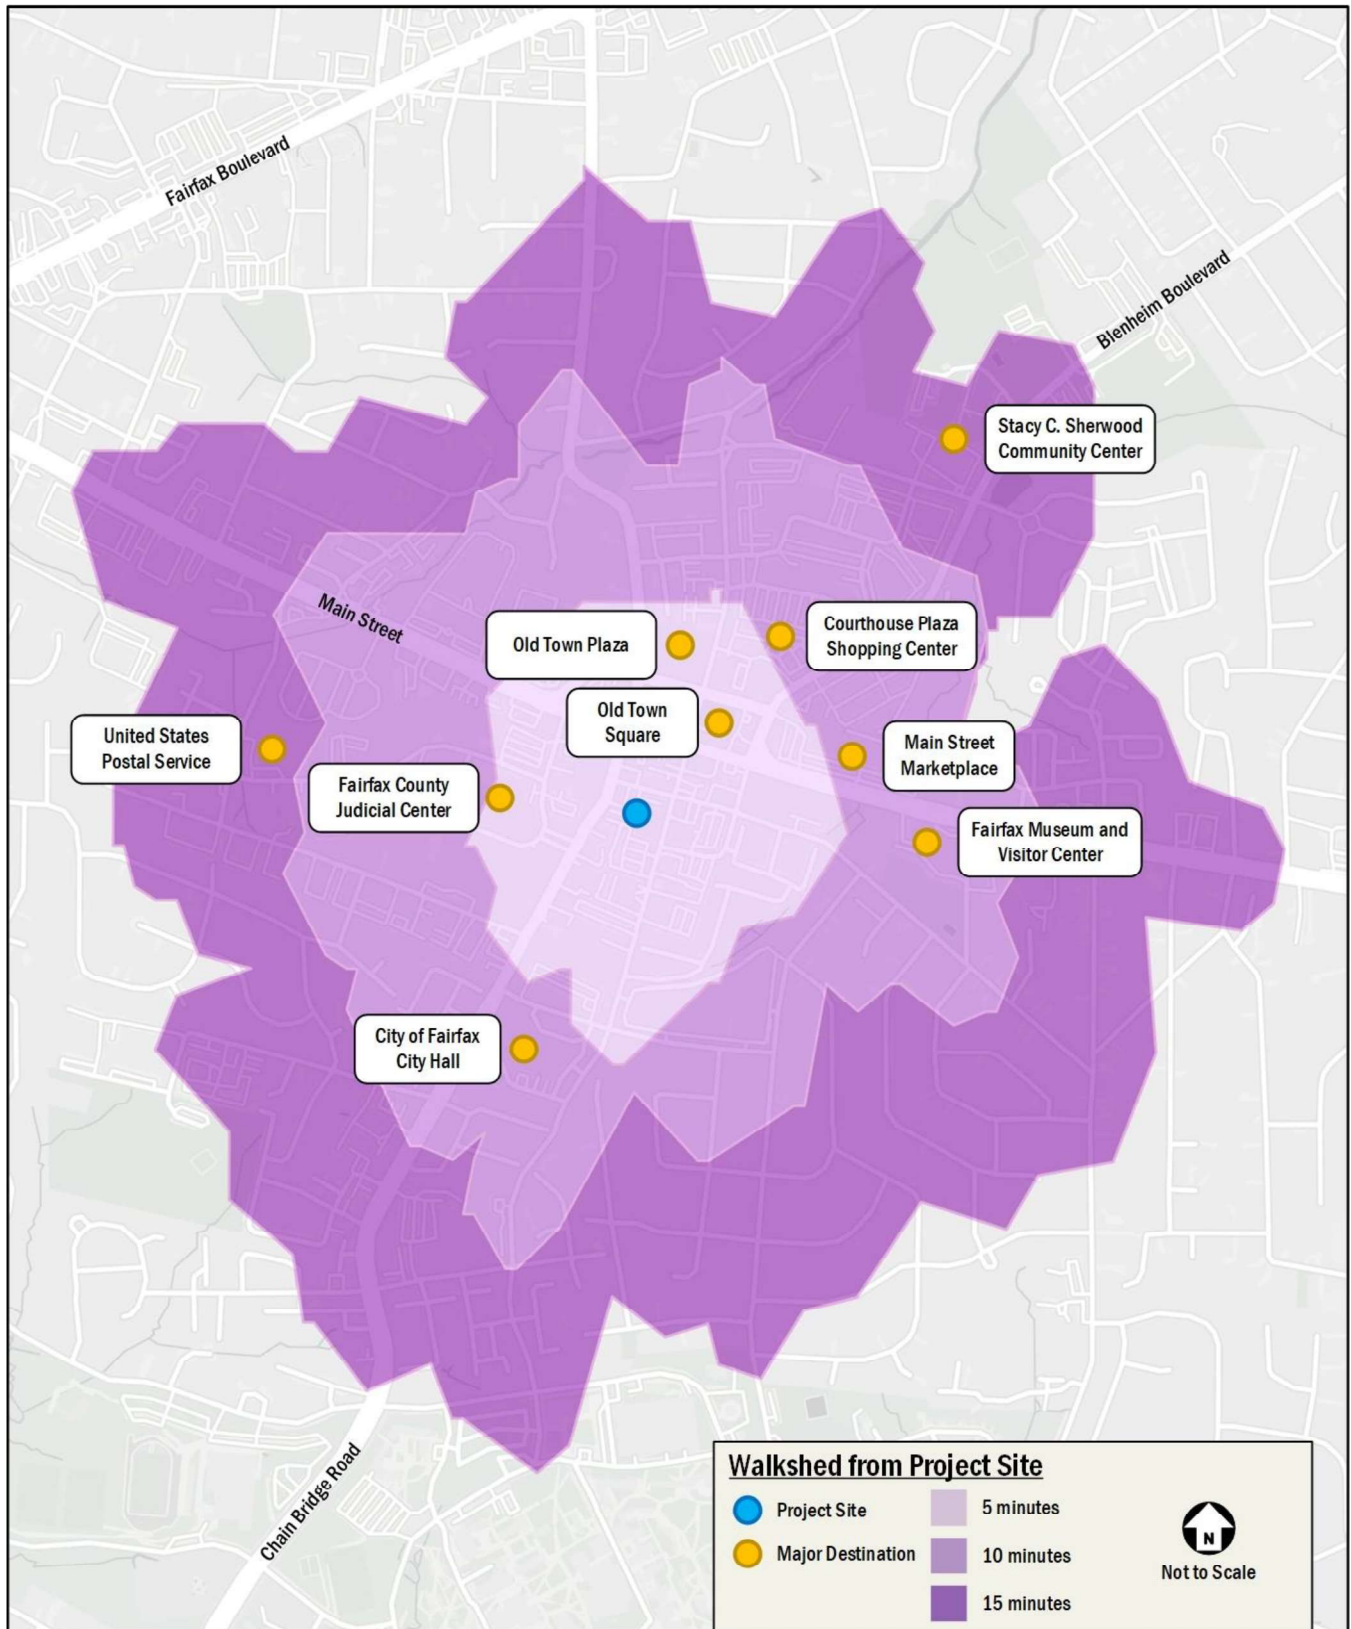 Fairfax Boulevard
Blenheim Boulevard
Stacy C. Sherwood
Community Center
Main Street
Old Town Plaza
Courthouse Plaza
Shopping Center
Old Town
Square
United States
Postal Service
Main Street
Marketplace
Fairfax County
Judicial Center
Fairfax Museum and
Visitor Center
City of Fairfax
City Hall
Chain Bridge Road
Walkshed from Project Site
Project Site
Major Destination
5 minutes
10 minutes
15 minutes
N
Not to Scale